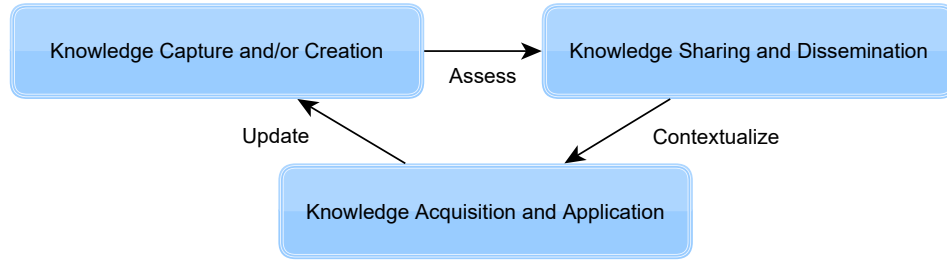 Knowledge Capture and/or Creation
Knowledge Sharing and Dissemination
Assess
Update
Contextualize
Knowledge Acquisition and Application